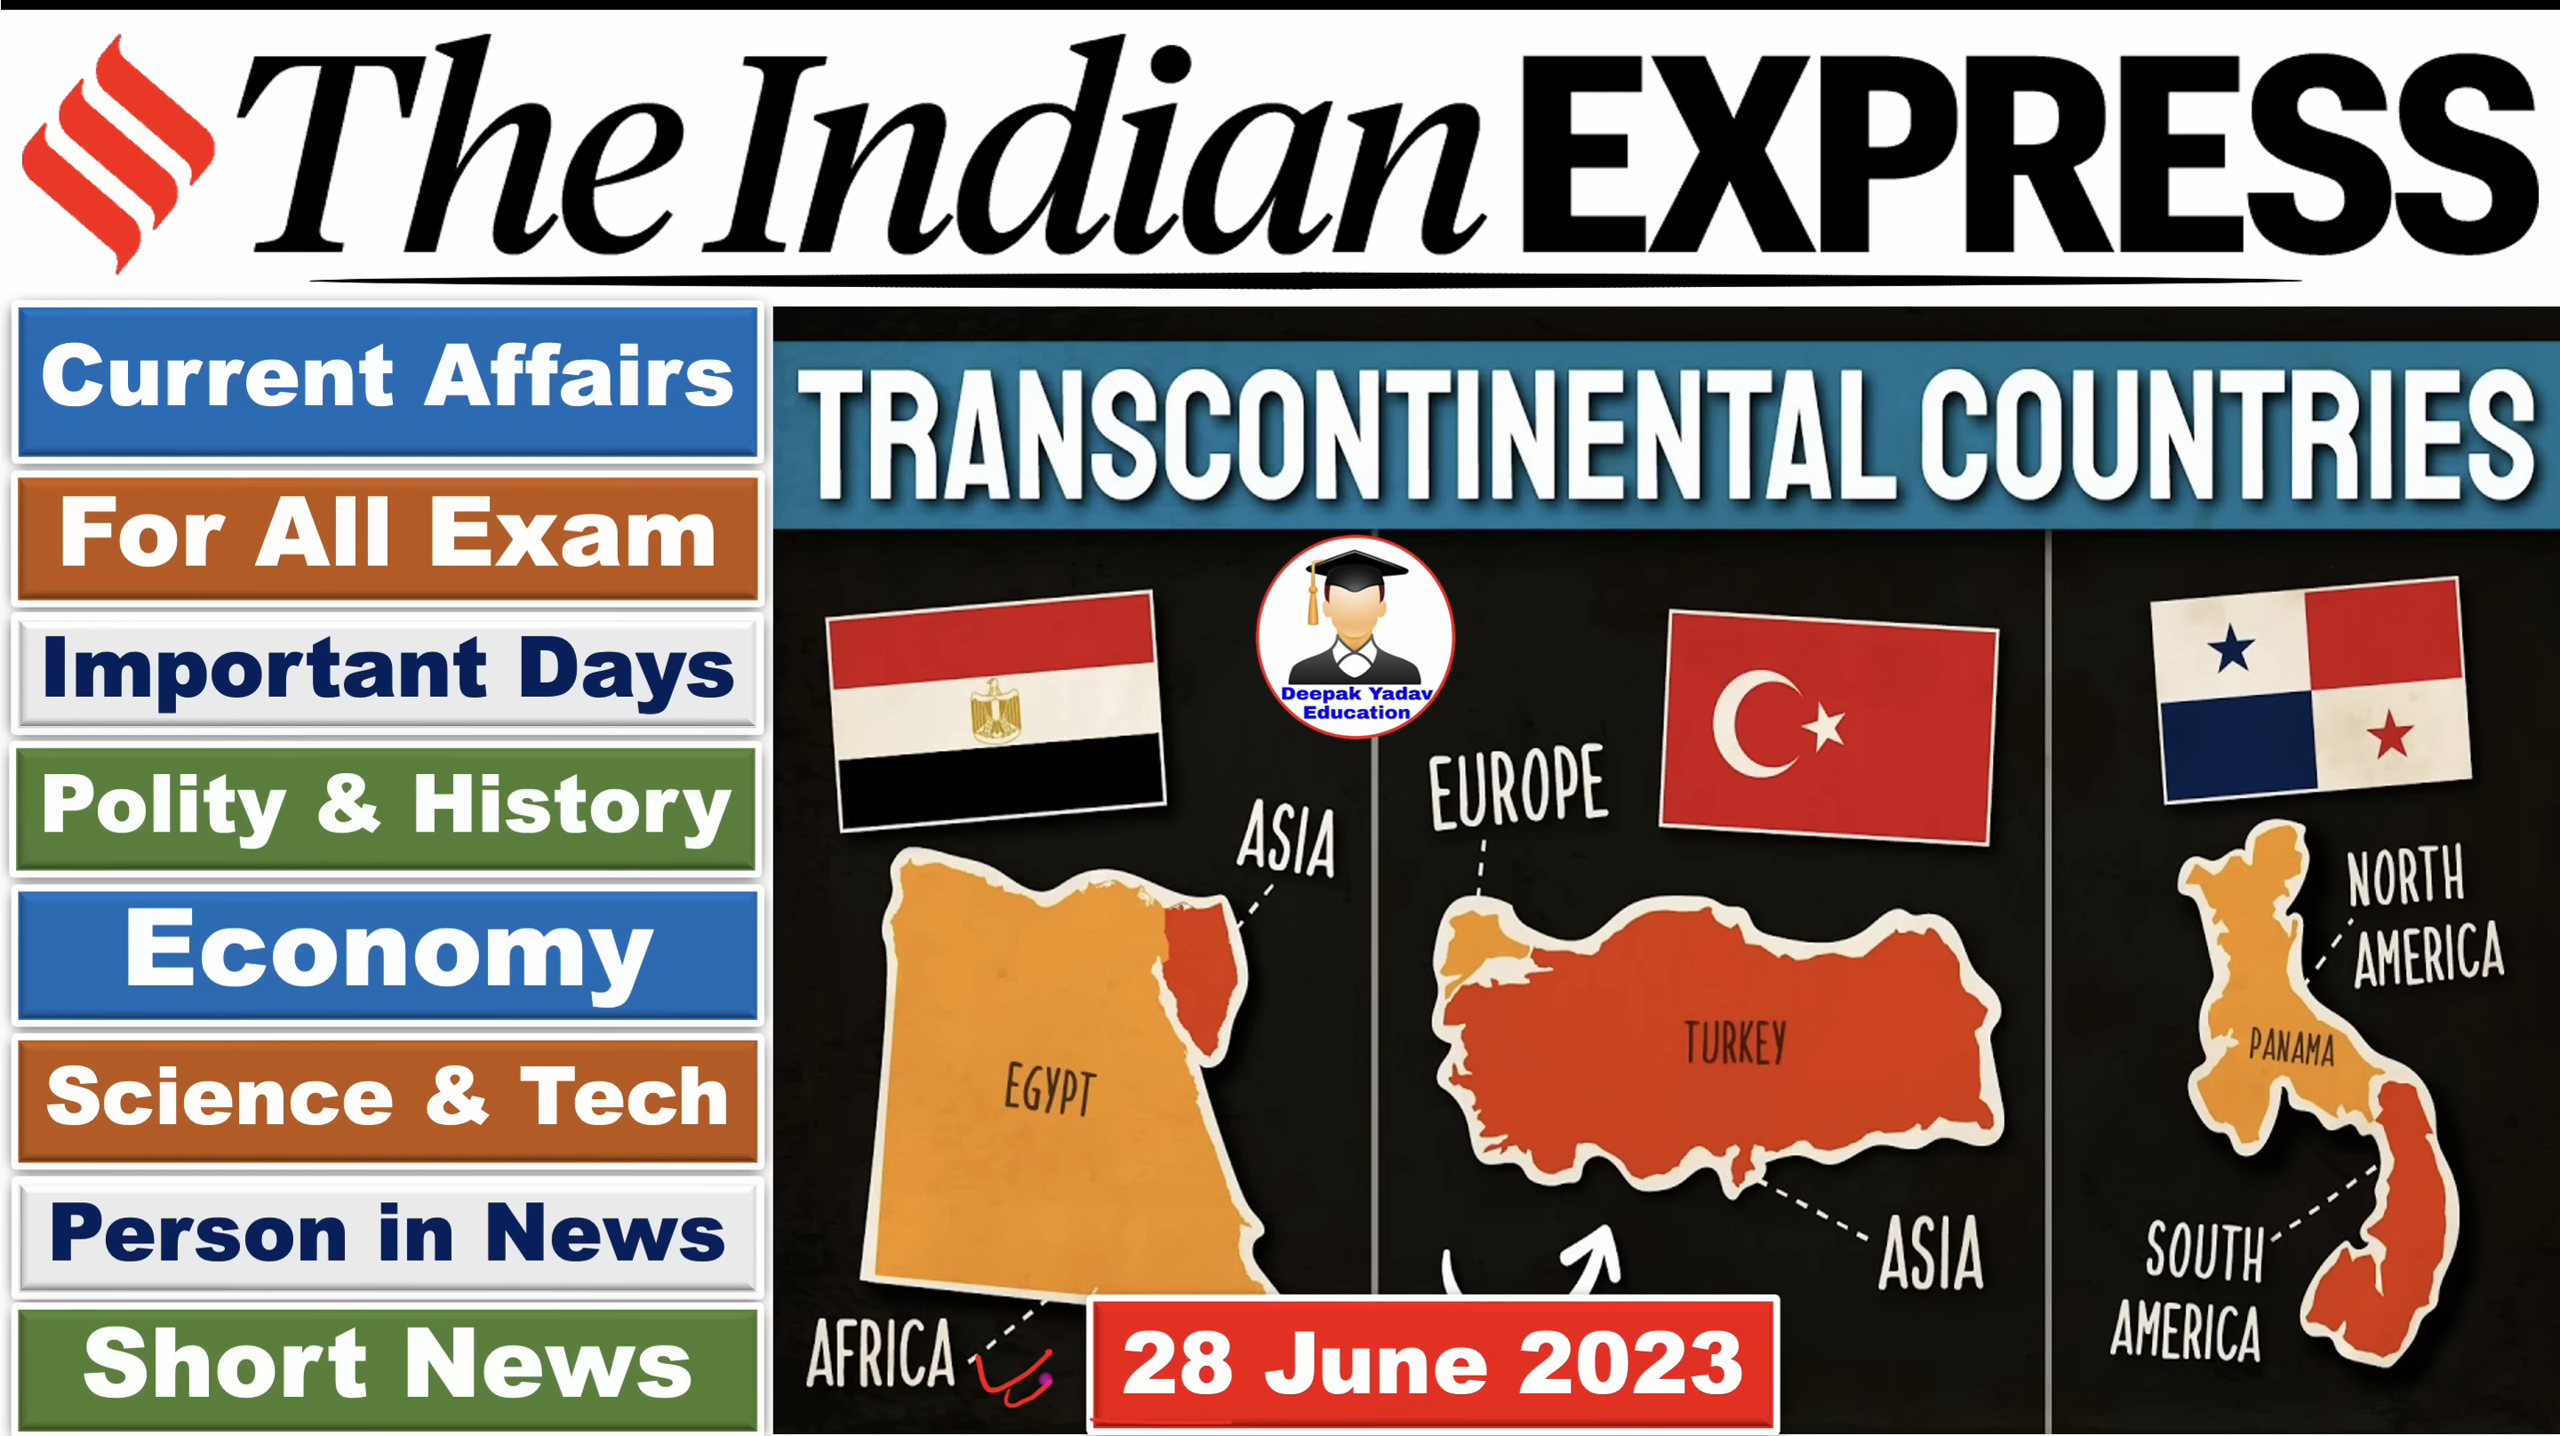 The Indian EXPRESS
Current Affairs
For All Exam
Important Days
Polity & History
Economy
Science & Tech
Person in News
Short News
TRANSCONTINENTAL COUNTRIES
Deepak Yadav
Education
ASIA
EGYPT
AFRICA
EUROPE
TURKEY
ASIA
NORTH
AMERICA
PANAMA
SOUTH
AMERICA
28 June 2023